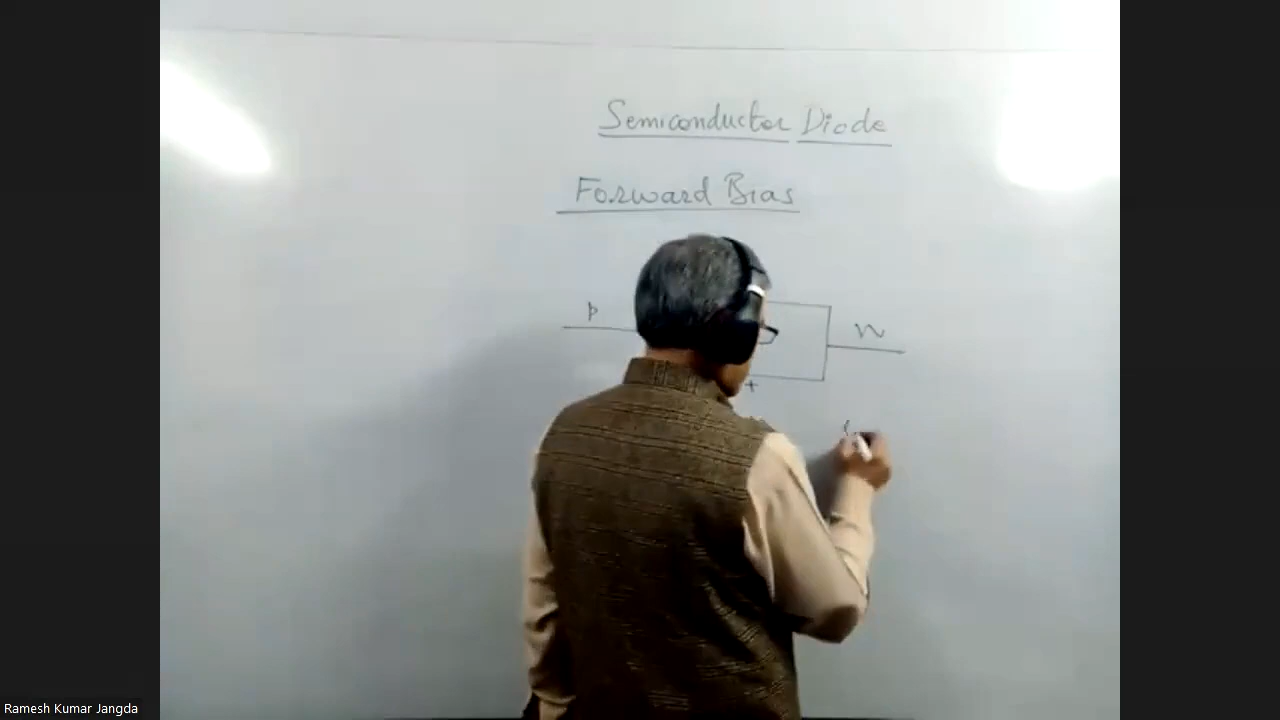 Semiconductor Diode
Forward Bias
p N
+
Ramesh Kumar Jangda